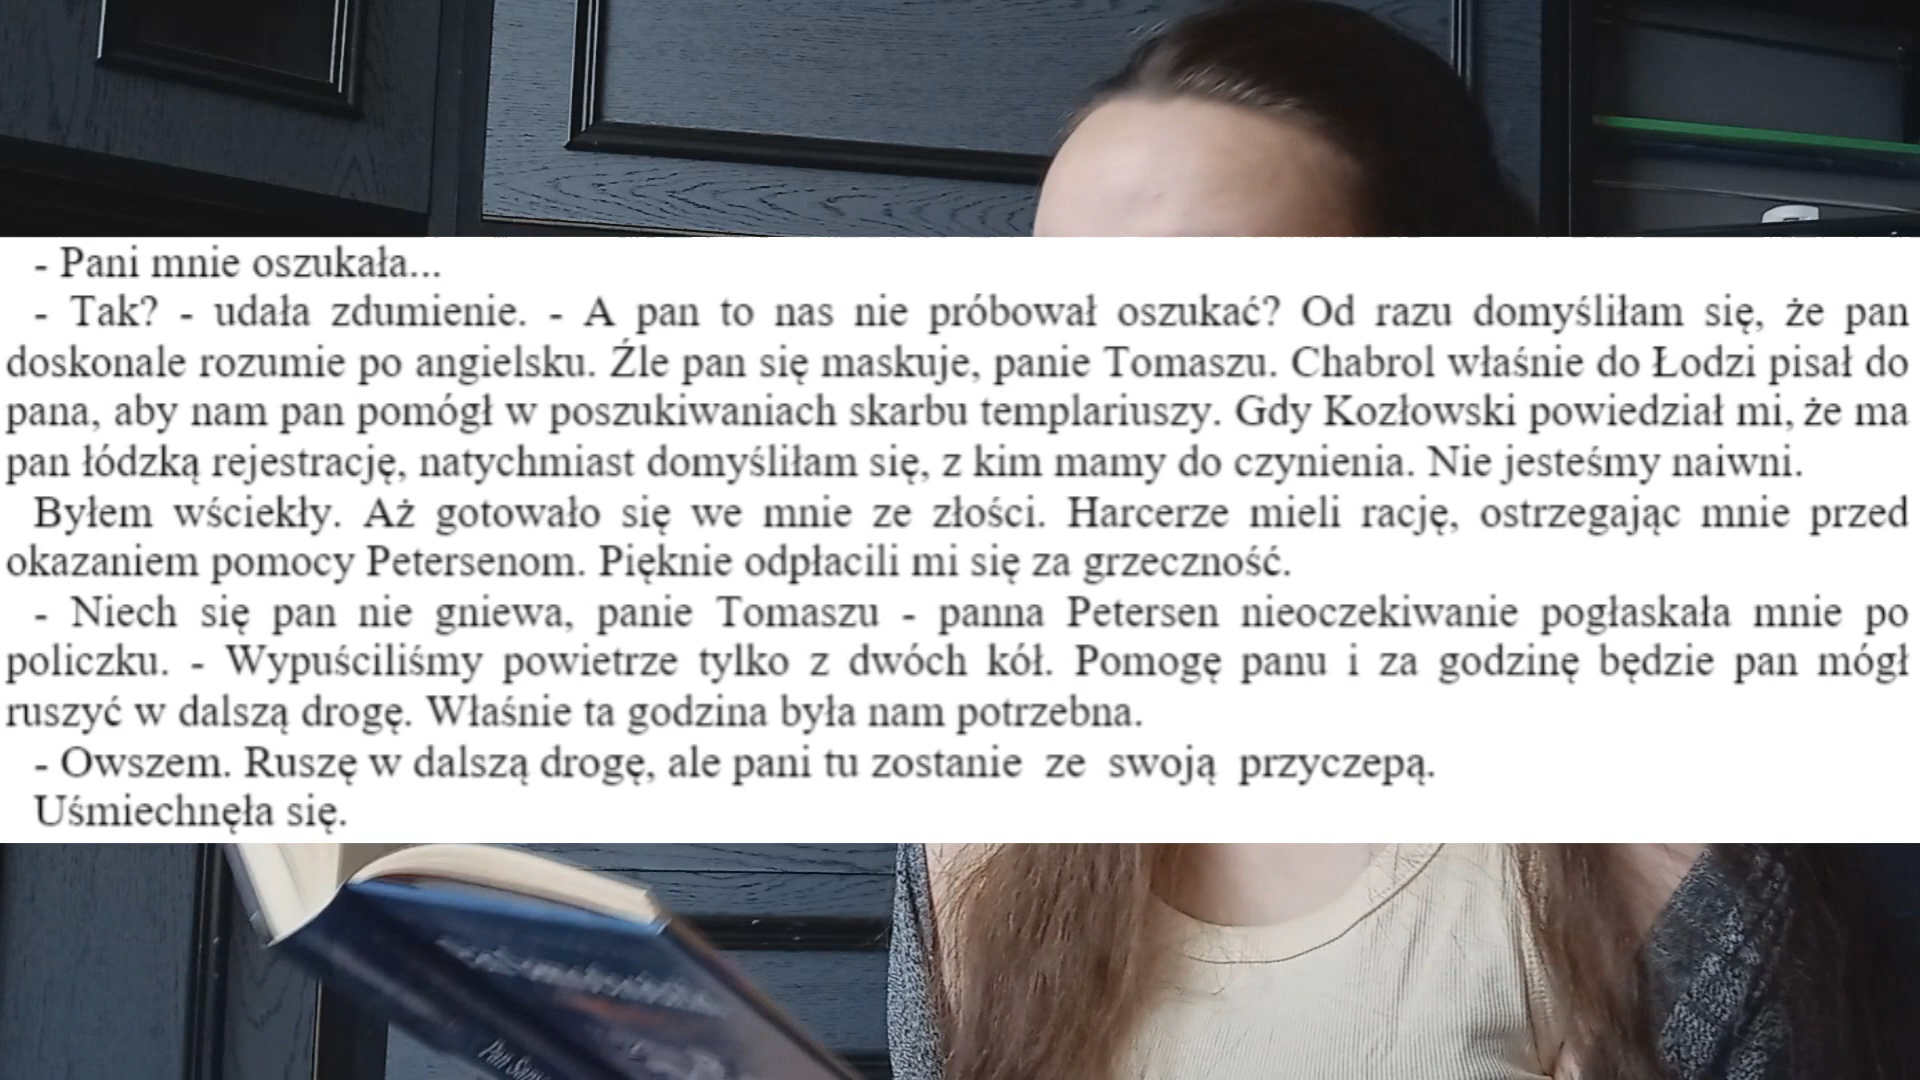 - Pani mnie oszukała...
- Tak? - udała zdumienie. - A pan to nas nie próbował oszukać? Od razu domyśliłam się, że pan
doskonale rozumie po angielsku. Źle pan się maskuje, panie Tomaszu. Chabrol właśnie do Łodzi pisał do
pana, aby nam pan pomógł w poszukiwaniach skarbu templariuszy. Gdy Kozłowski powiedział mi, że ma
pan łódzką rejestrację, natychmiast domyśliłam się, z kim mamy do czynienia. Nie jesteśmy naiwni.
Byłem wściekły. Aż gotowało się we mnie ze złości. Harcerze mieli rację, ostrzegając mnie przed
okazaniem pomocy Petersenom. Pięknie odpłacili mi się za grzeczność.
- Niech się pan nie gniewa, panie Tomaszu - panna Petersen nieoczekiwanie pogłaskała mnie po
policzku. - Wypuściliśmy powietrze tylko z dwóch kół. Pomogę panu i za godzinę będzie pan mógł
ruszyć w dalszą drogę. Właśnie ta godzina była nam potrzebna.
- Owszem. Ruszę w dalszą drogę, ale pani tu zostanie ze swoją przyczepą.
Uśmiechnęła się.
Pan